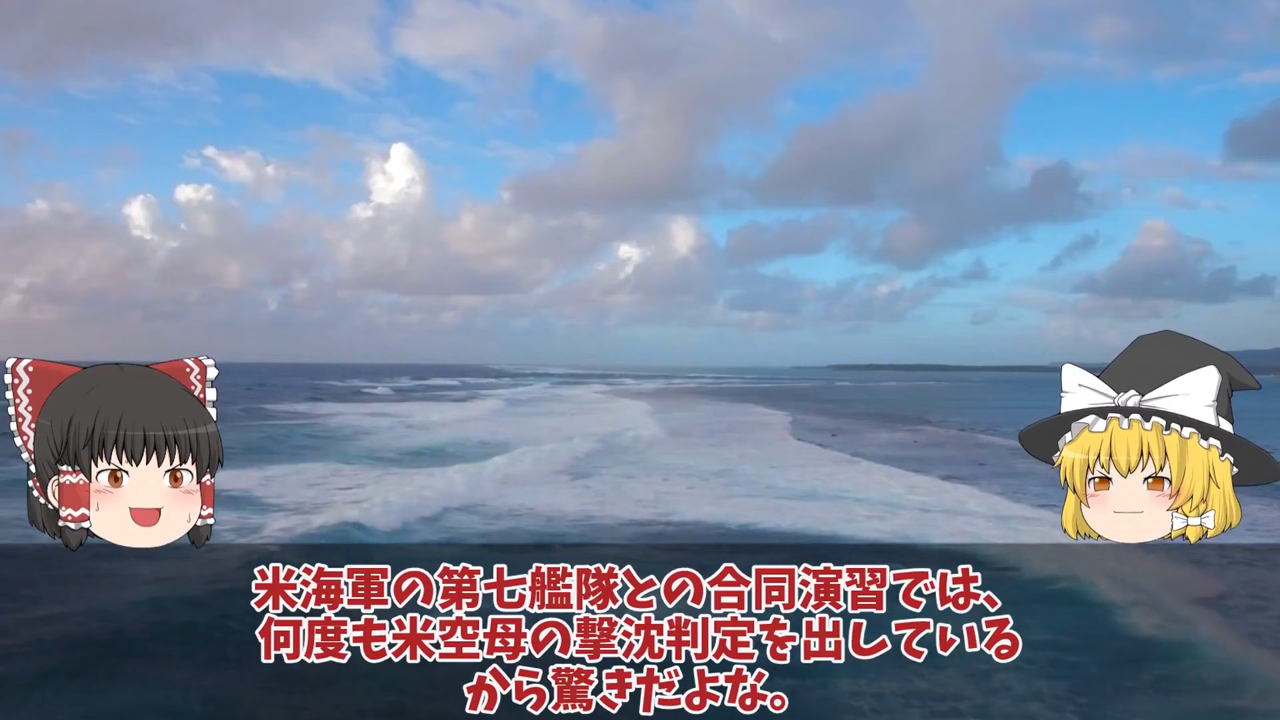 米海軍の第七艦隊との合同演習では、
何度も米空母の撃沈判定を出している
から驚きだよな。